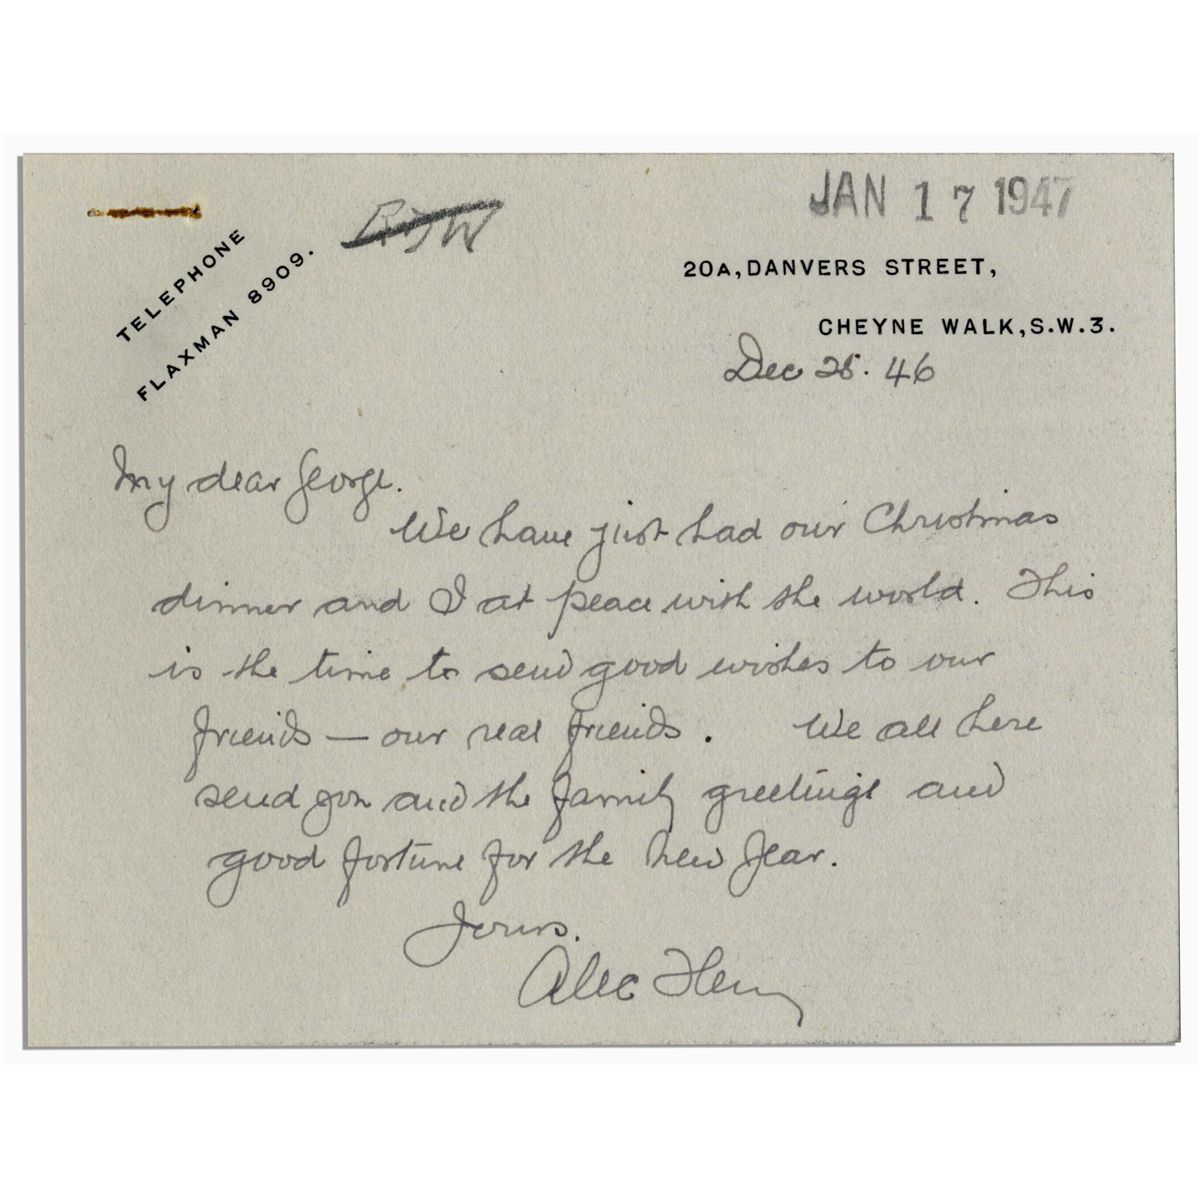 JAN 17 1947
TELEPHONE
FLAXMAN 8909.
20A, DANVERS STREET,
CHEYNE WALK, S.W.3.
Dec 25. 46
My dear George.
We have just had our Christmas
dinner and I at peace with the world. This
is the time to send good wishes to our
friends — our real friends. We all here
send you and the family greetings and
good fortune for the New Year.
Yours.
Alec Flem